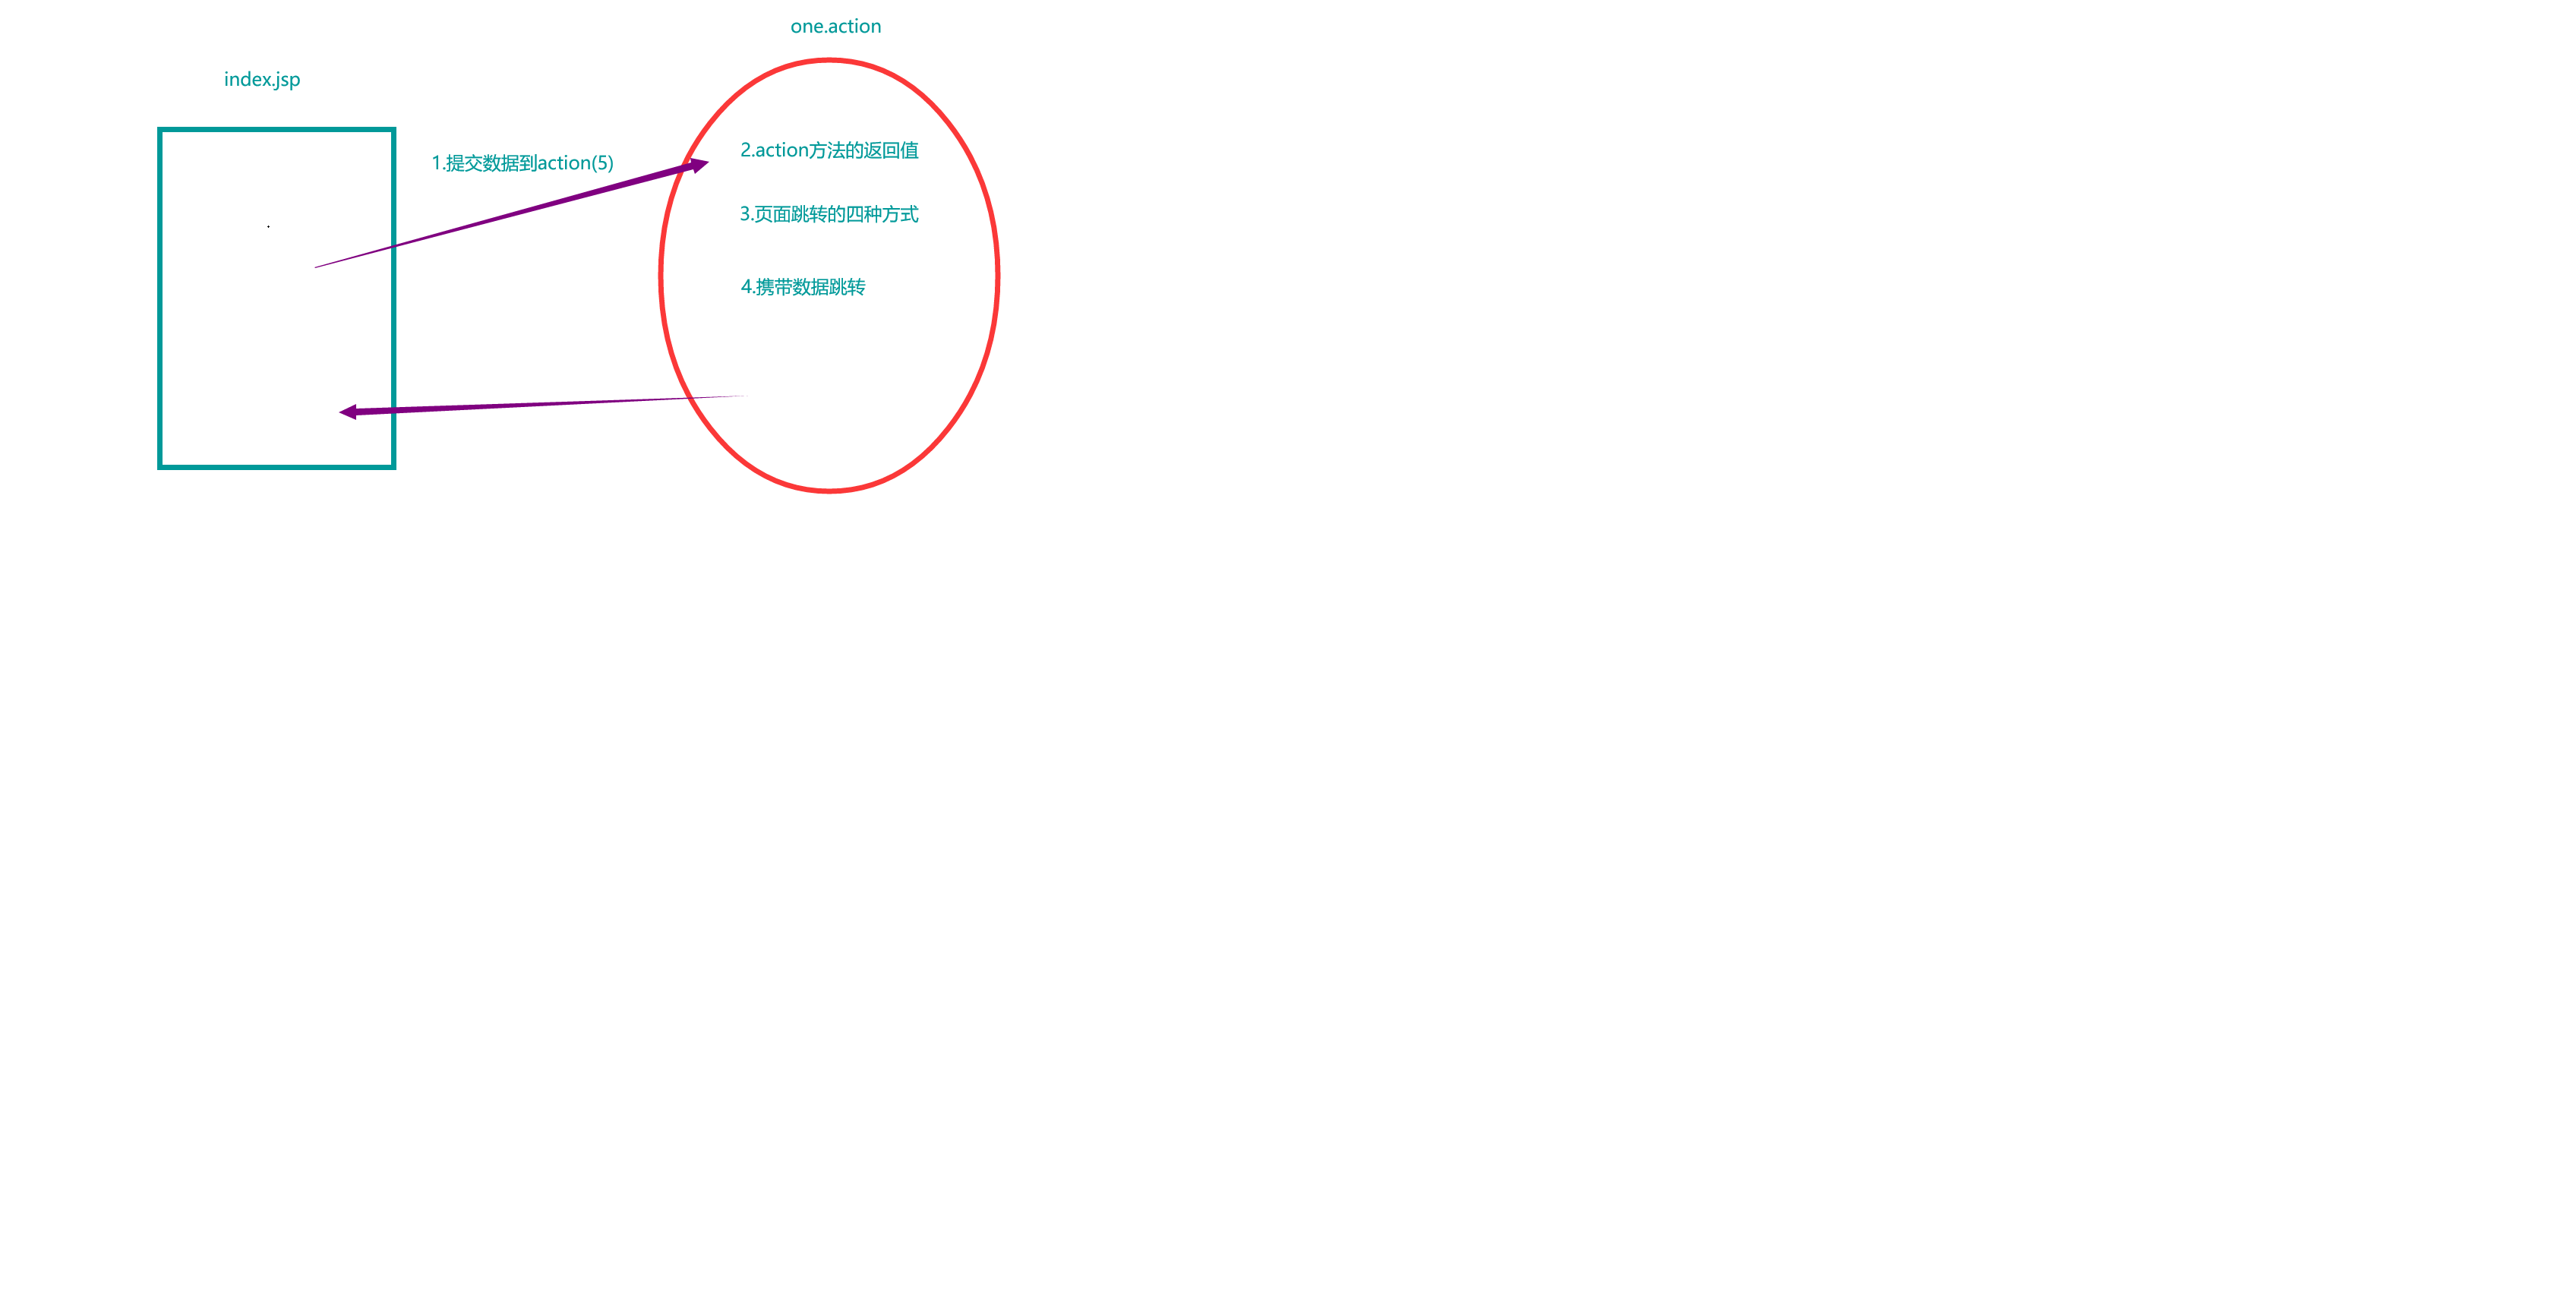 one.action
index.jsp
1.提交数据到action(5)
2.action方法的返回值
3.页面跳转的四种方式
4.携带数据跳转